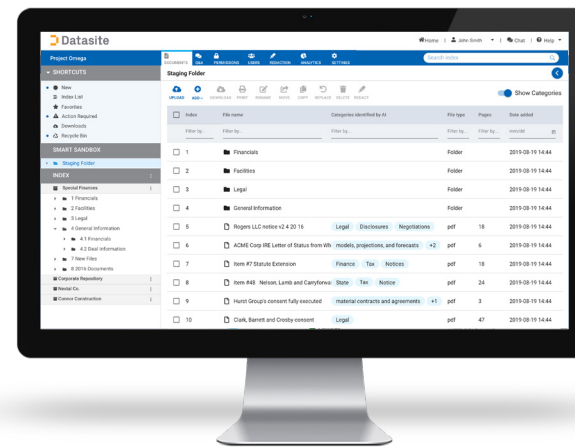 Datasite
Home | John Smith | Chat | Help
Project Omega
DOCUMENTS Q&A PERMISSIONS USERS REDACTION ANALYTICS SETTINGS
Search index
SHORTCUTS
New
Index List
Favorites
Action Required
Downloads
Recycle Bin
SMART SANDBOX
Staging Folder
INDEX
Special Finances
1 Financials
2 Facilities
3 Legal
4 General Information
4.1 Financials
4.2 Deal Information
7 New Files
8 2016 Documents
Corporate Repository
Nextal Co.
Connor Construction
Staging Folder
UPLOAD ADD DOWNLOAD PRINT RENAME MOVE COPY REPLACE DELETE REDACT
Show Categories
Index File name Categories identified by AI File type Pages Date added
Filter by... Filter by... Filter by... Filter by... Filter by...
1 Financials Folder 2019-08-19 14:44
2 Facilities Folder 2019-08-19 14:44
3 Legal Folder 2019-08-19 14:44
4 General Information Folder 2019-08-19 14:44
5 Rogers LLC notice v2 4 20 16 Legal Disclosures Negotiations pdf 18 2019-08-19 14:44
6 ACME Corp IRE Letter of Status from Wh models, projections, and forecasts +2 pdf 6 2019-08-19 14:44
7 Item #7 Statute Extension Finance Tax Notices pdf 18 2019-08-19 14:44
8 Item #48 Nelson, Lumb and Carryforwa State Tax Notice pdf 24 2019-08-19 14:44
9 Hurst Group's consent fully executed material contracts and agreements +1 pdf 3 2019-08-19 14:44
10 Clark, Barrett and Crosby consent Legal pdf 47 2019-08-19 14:44